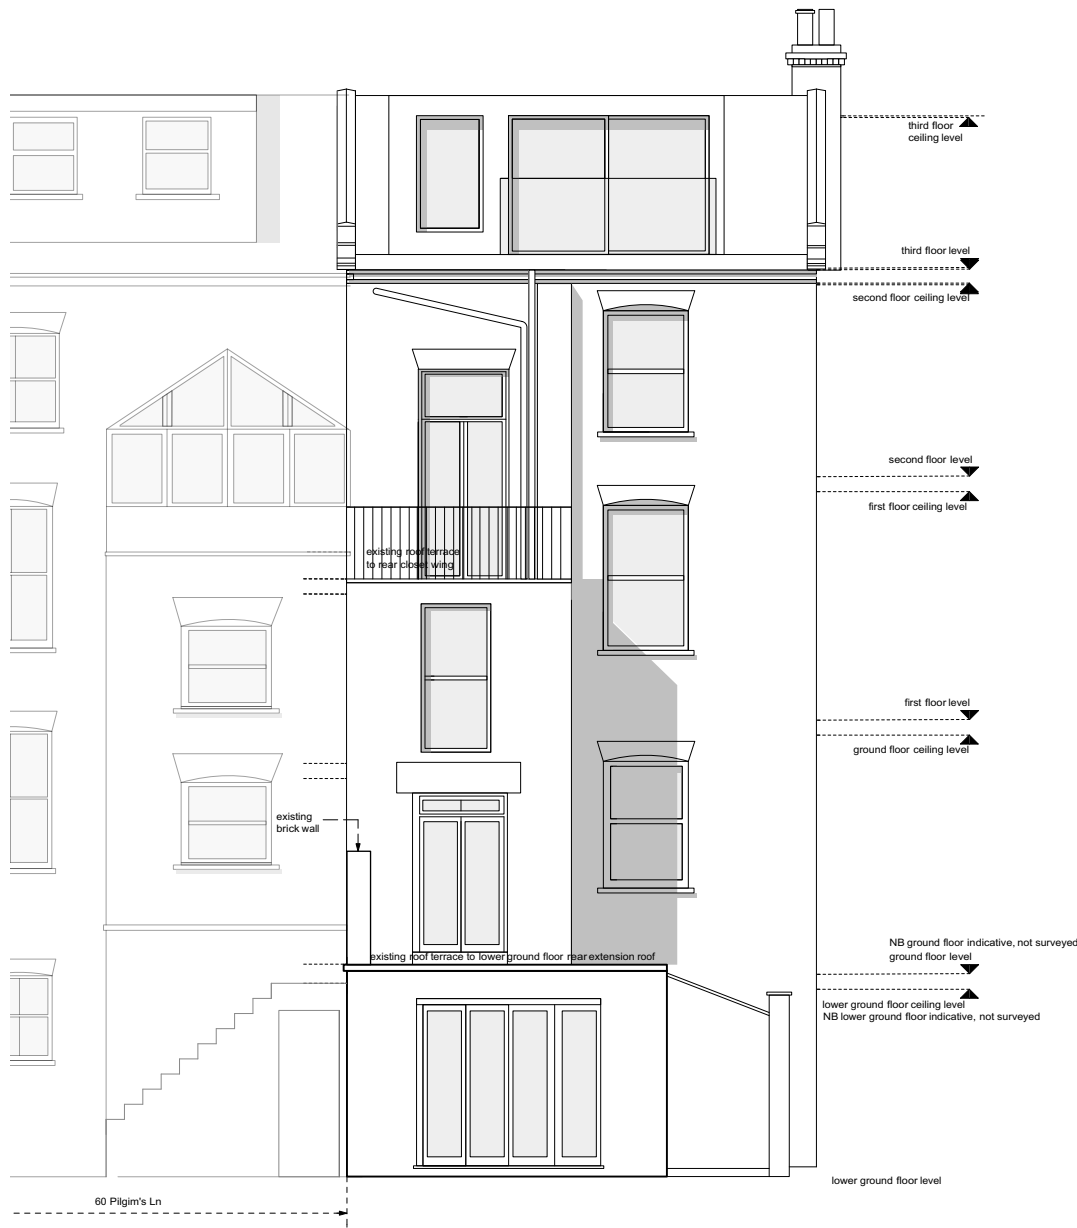 third floor
ceiling level
third floor level
second floor ceiling level
second floor level
first floor ceiling level
existing roof terrace
to rear closet wing
first floor level
ground floor ceiling level
existing
brick wall
NB ground floor indicative, not surveyed
ground floor level
existing roof terrace to lower ground floor rear extension roof
lower ground floor ceiling level
NB lower ground floor indicative, not surveyed
lower ground floor level
60 Pilgim's Ln